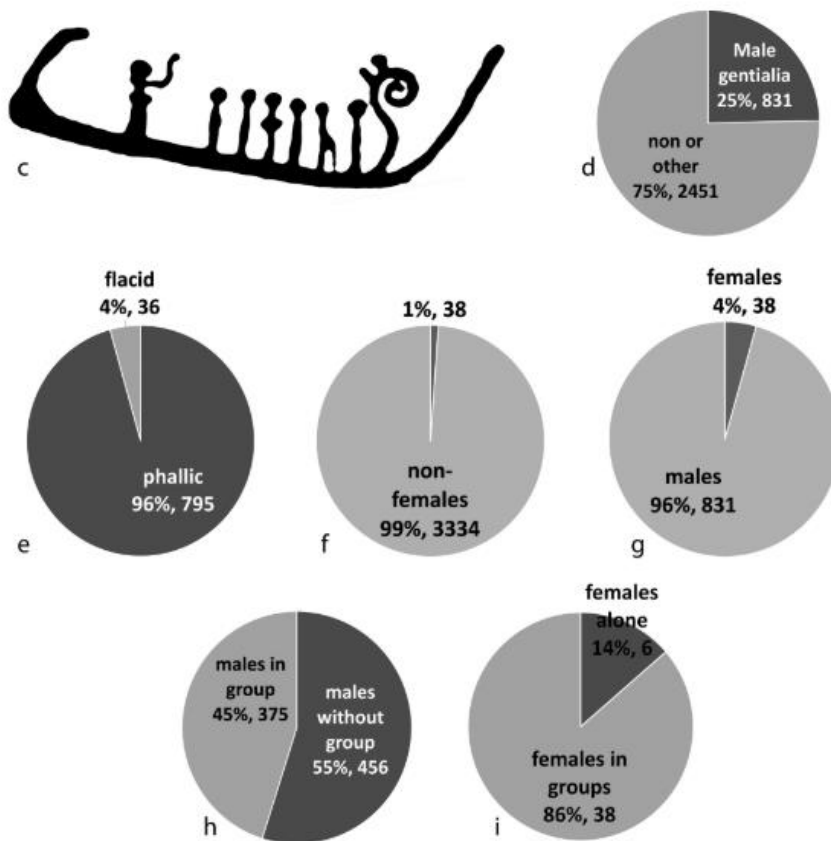 c
Male
gentialia
25%, 831
non or
other
75%, 2451
d
flacid
4%, 36
phallic
96%, 795
e
1%, 38
non-
females
99%, 3334
f
females
4%, 38
males
96%, 831
g
males in
group
45%, 375
males
without
group
55%, 456
h
females
alone
14%, 6
females in
groups
86%, 38
i